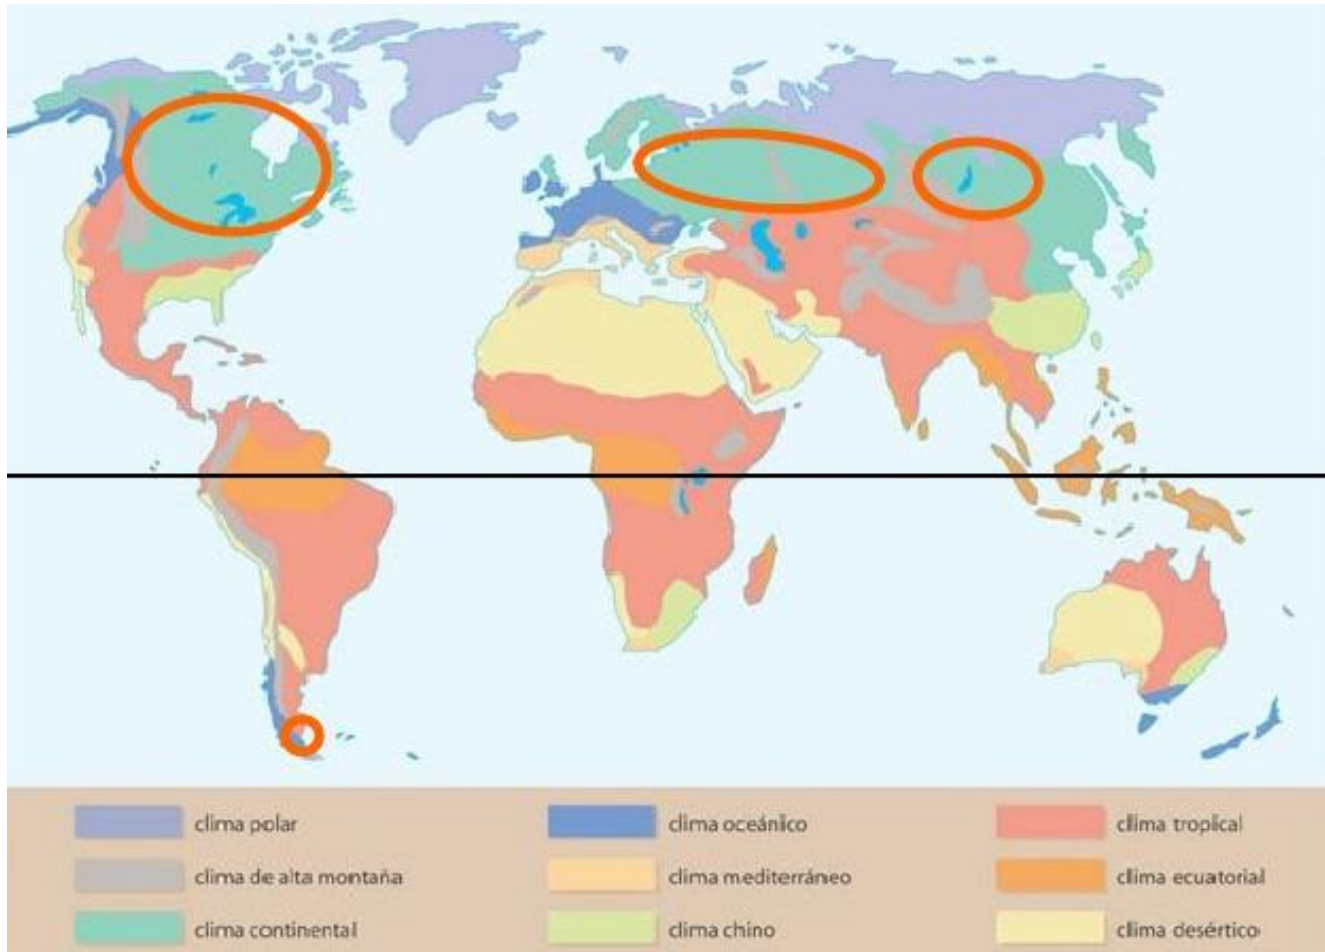 clima polar
clima oceánico
clima tropical
clima de alta montaña
clima mediterráneo
clima ecuatorial
clima continental
clima chino
clima desértico